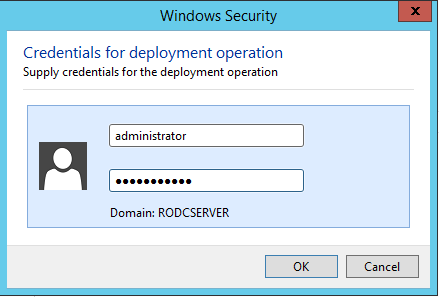 Windows Security
x
Credentials for deployment operation
Supply credentials for the deployment operation
administrator
●●●●●●●●●●●
Domain: RODCSERVER
OK Cancel